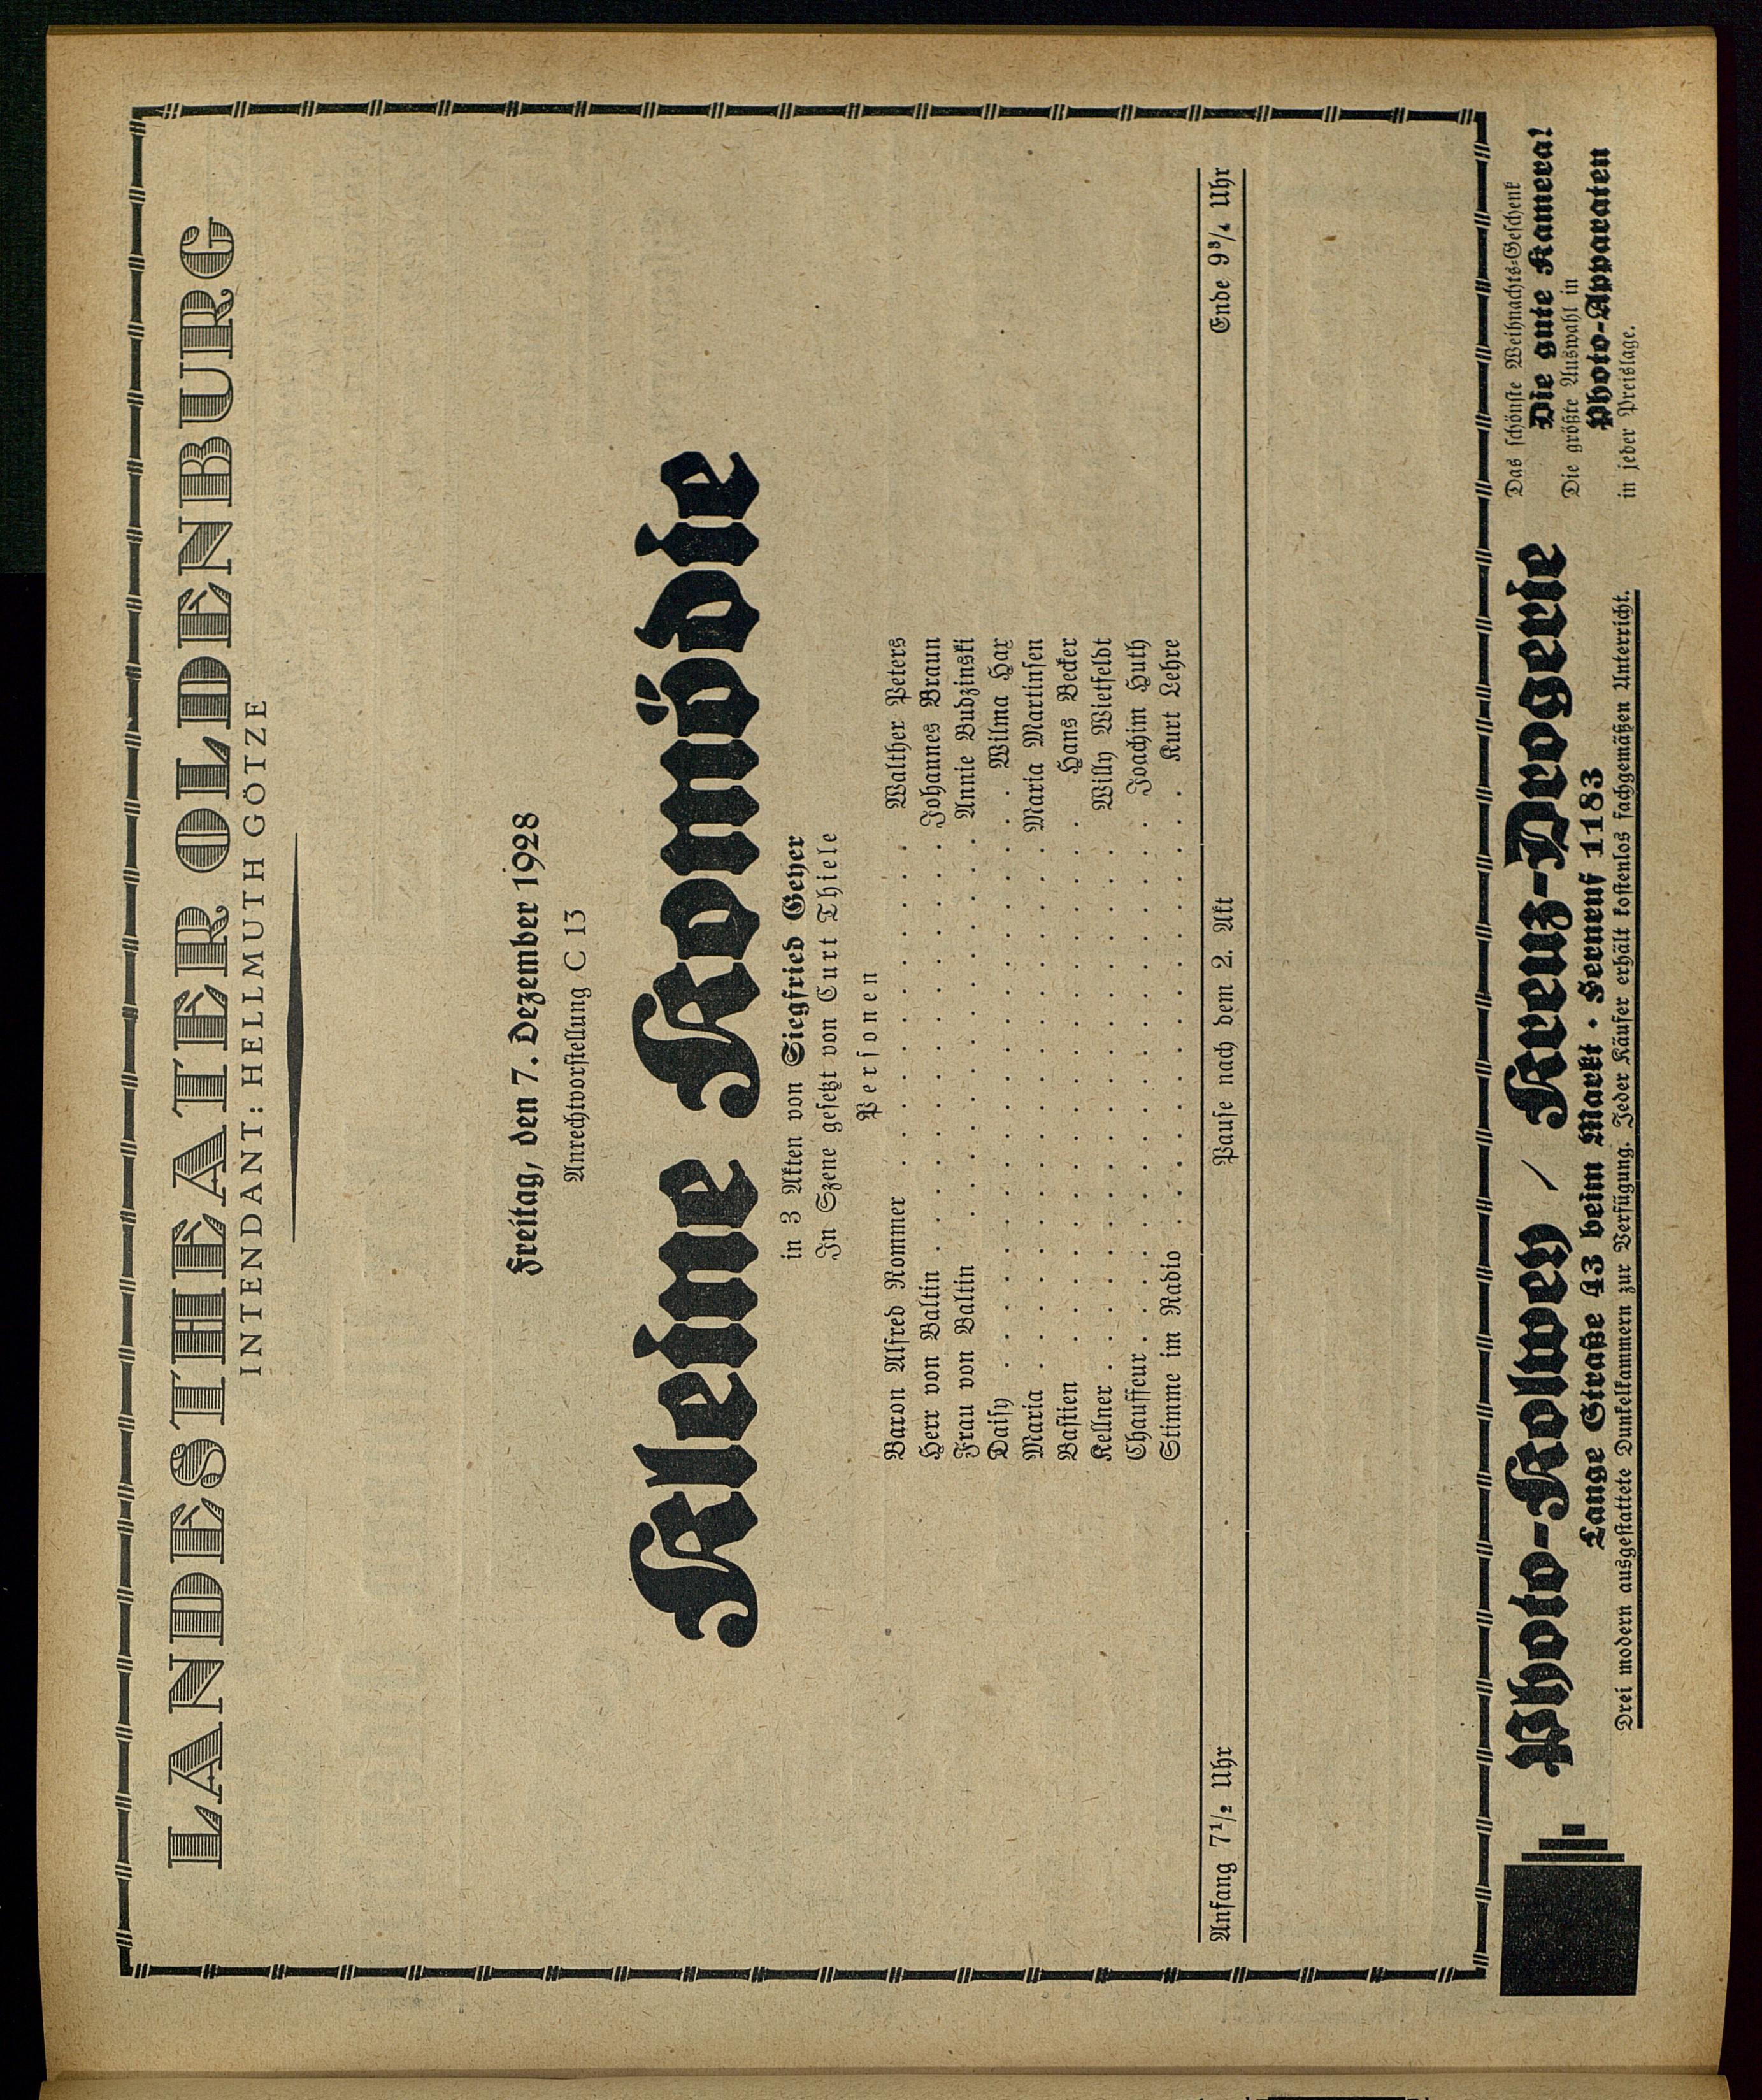 LANDESTHEATER OLDENBURG
INTENDANT: HELLMUTH GÖTZE
Freitag, den 7. Dezember 1928
Anrechtvorstellung C 13
Kleine Komödie
in 3 Akten von Siegfried Geyer
In Szene gesetzt von Curt Thiele
Personen
Baron Alfred Rommer . . . . . . . . Walther Peters
Herr von Baltin . . . . . . . . . . Johannes Braun
Frau von Baltin . . . . . . . . . . Annie Budzinski
Daisy . . . . . . . . . . . . . Wilma Hax
Maria . . . . . . . . . . . . Maria Martinsen
Bastien . . . . . . . . . . . . Hans Becker
Kellner . . . . . . . . . . . . Willy Wietfeldt
Chauffeur . . . . . . . . . . . Joachim Huth
Stimme im Radio . . . . . . . . . . Kurt Lehre
Anfang 7½ Uhr Pause nach dem 2. Akt Ende 9¾ Uhr
Photo-Kolwey / Kreuz-Drogerie
Lange Straße 43 beim Markt • Fernruf 1183
Drei modern ausgestattete Dunkelkammern zur Verfügung. Jeder Käufer erhält kostenlos fachgemäßen Unterricht.
Das schönste Weihnachts-Geschenk
Die gute Kamera!
Die größte Auswahl in
Photo-Apparaten
in jeder Preislage.